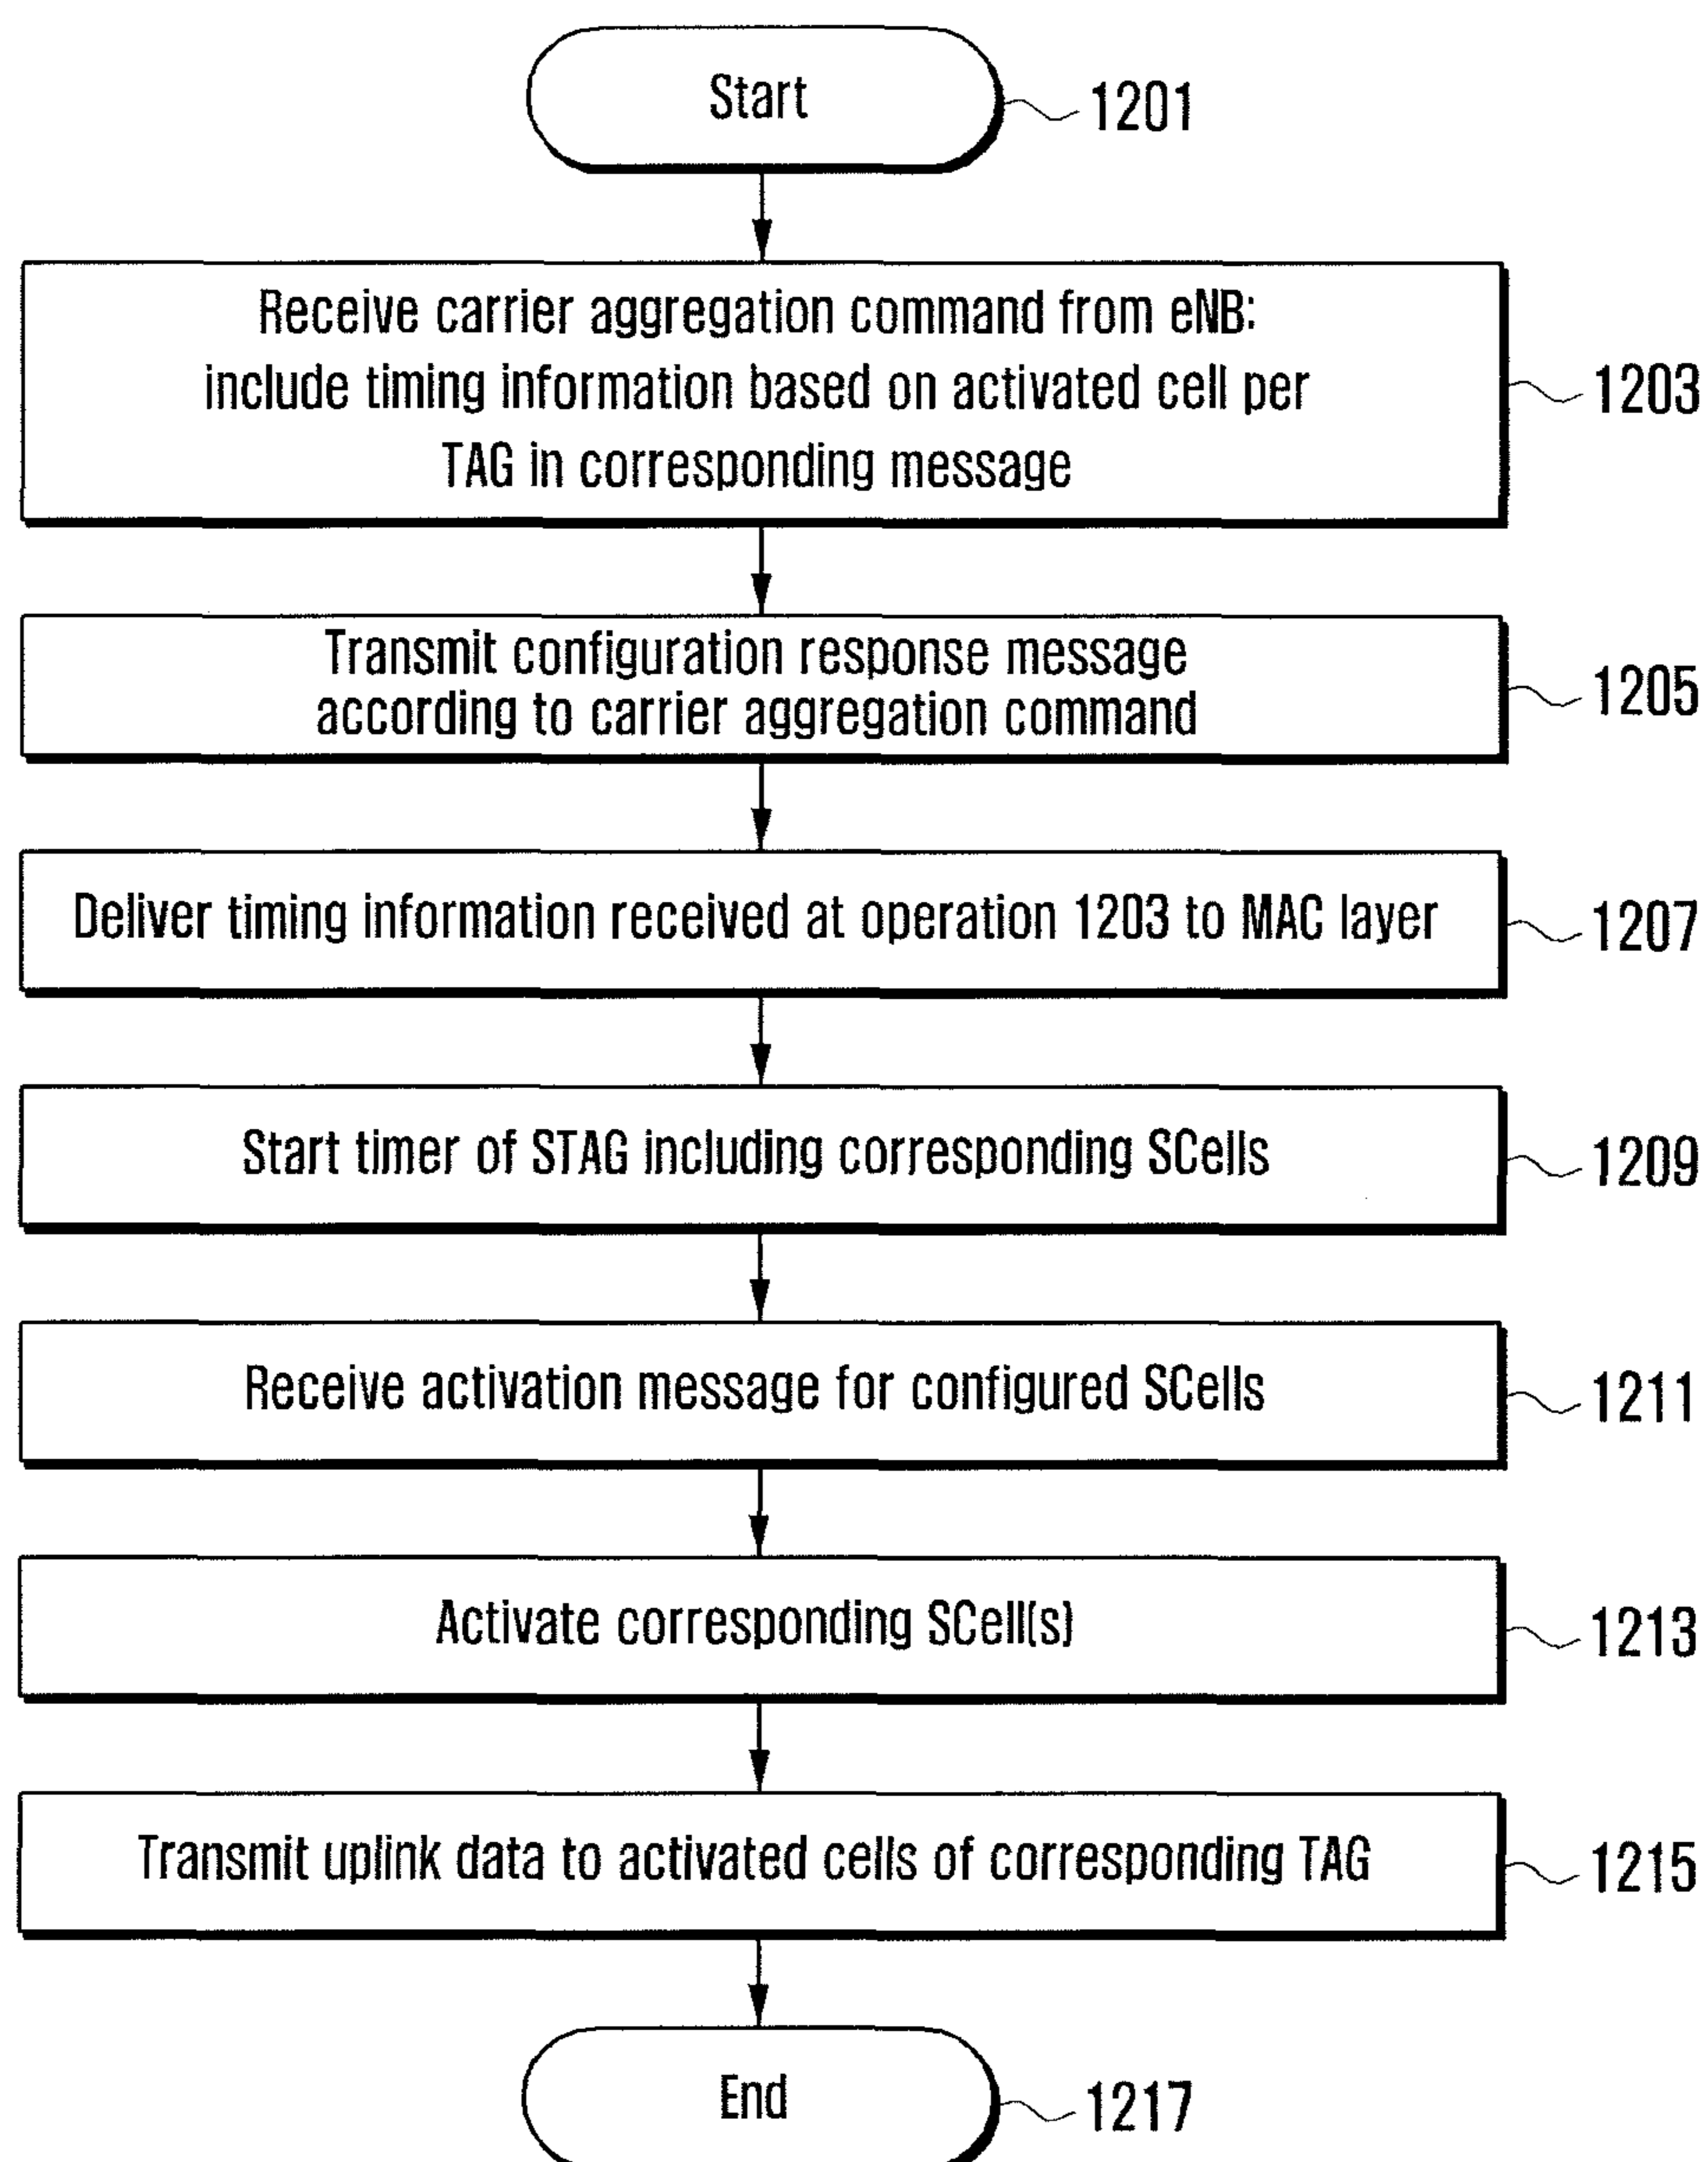 Start
1201
Receive carrier aggregation command from eNB:
include timing information based on activated cell per
TAG in corresponding message
1203
Transmit configuration response message
according to carrier aggregation command
1205
Deliver timing information received at operation 1203 to MAC layer
1207
Start timer of STAG including corresponding SCells
1209
Receive activation message for configured SCells
1211
Activate corresponding SCell(s)
1213
Transmit uplink data to activated cells of corresponding TAG
1215
End
1217